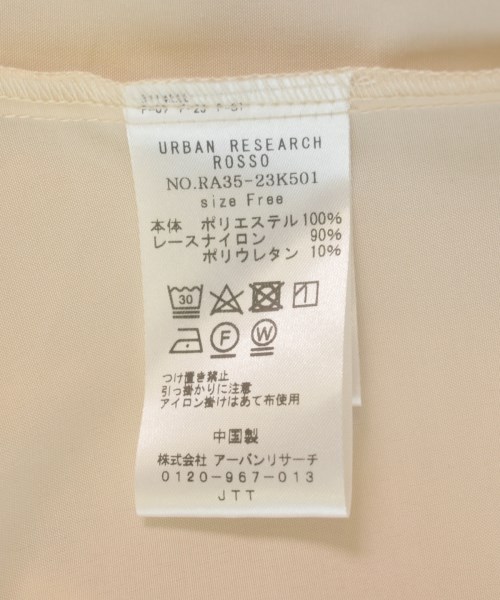 URBAN RESEARCH
ROSSO
NO.RA35-23K501
size Free
本体 ポリエステル 100%
レースナイロン 90%
ポリウレタン 10%
30
F W
つけ置き禁止
引っ掛かりに注意
アイロン掛けはあて布使用
中国製
株式会社 アーバンリサーチ
0120-967-013
JTT